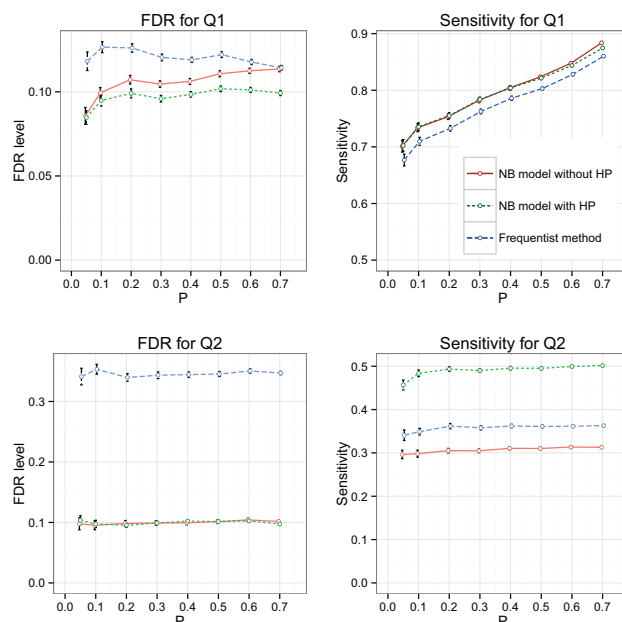 FDR for Q1
FDR level
0.10
0.05
0.00
0.0 0.1 0.2 0.3 0.4 0.5 0.6 0.7
P
Sensitivity for Q1
Sensitivity
0.9
0.8
0.7
0.6
0.5
NB model without HP
NB model with HP
Frequentist method
0.0 0.1 0.2 0.3 0.4 0.5 0.6 0.7
P
FDR for Q2
FDR level
0.3
0.2
0.1
0.0
0.0 0.1 0.2 0.3 0.4 0.5 0.6 0.7
P
Sensitivity for Q2
Sensitivity
0.5
0.4
0.3
0.2
0.1
0.0
0.0 0.1 0.2 0.3 0.4 0.5 0.6 0.7
P